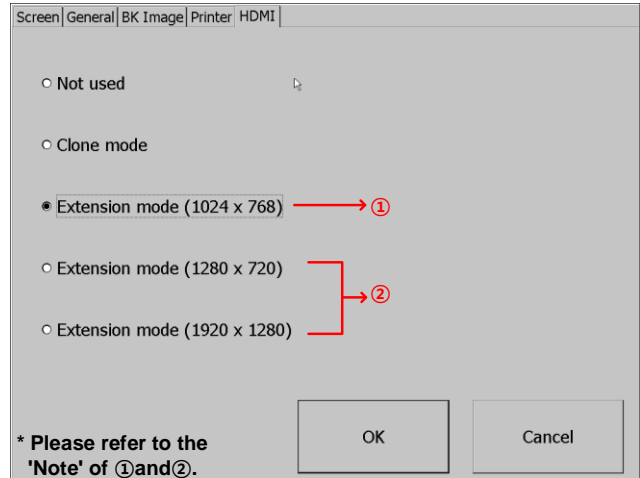 Screen General BK Image Printer HDMI
Not used
Clone mode
Extension mode (1024 x 768) ①
Extension mode (1280 x 720)
②
Extension mode (1920 x 1280)
OK Cancel
* Please refer to the
'Note' of ①and②.